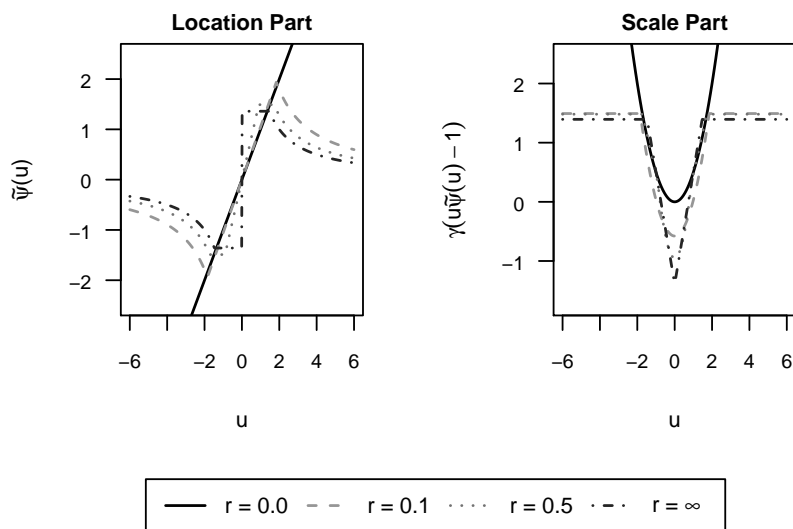 Location Part
Scale Part
ψ̃(u)
2
1
0
−1
−2
−6
−2
0
2
4
6
u
γ(uψ̃(u) − 1)
2
1
0
−1
−6
−2
0
2
4
6
u
r = 0.0
r = 0.1
r = 0.5
r = ∞